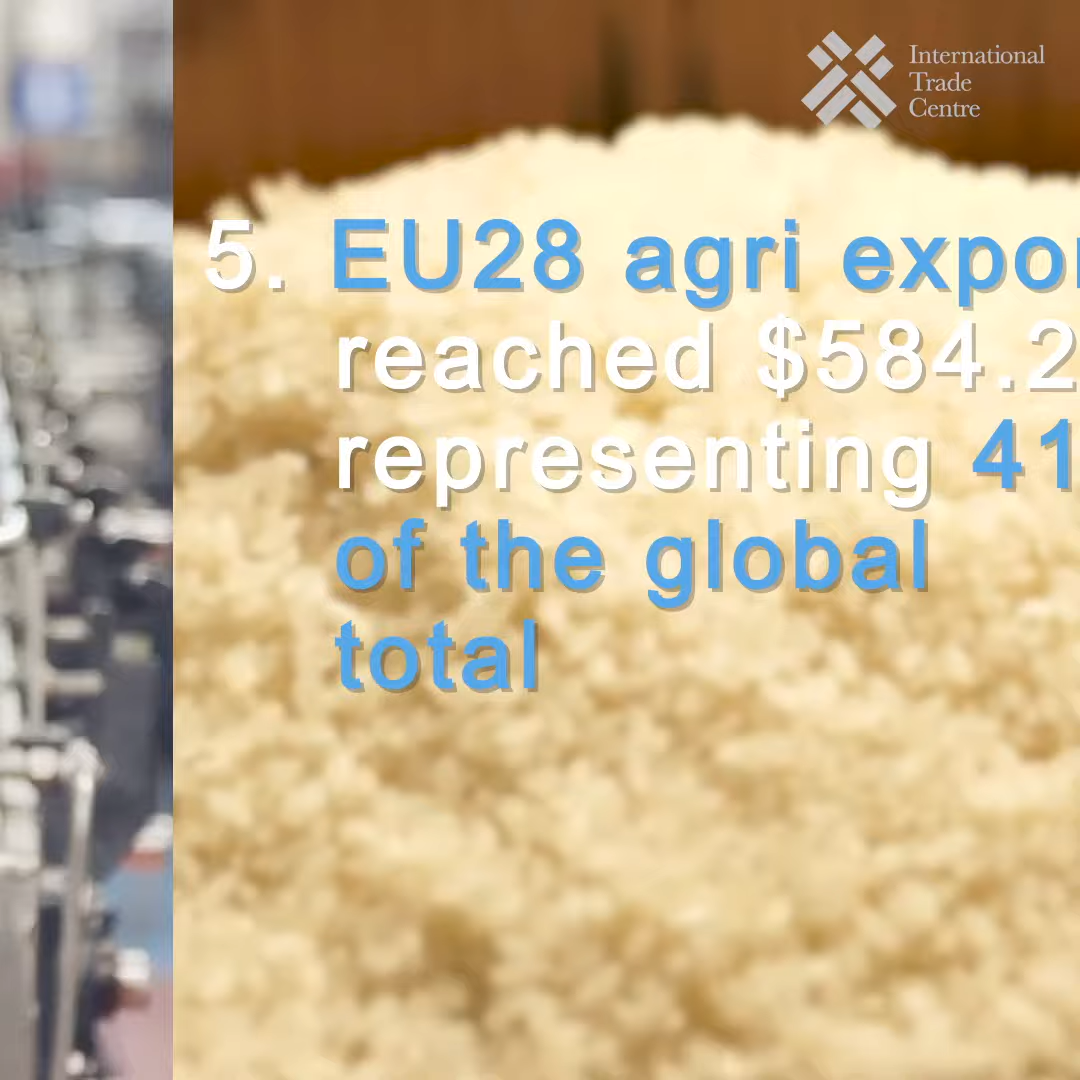 International
Trade
Centre
5. EU28 agri expor
reached $584.2
representing 41
of the global
total